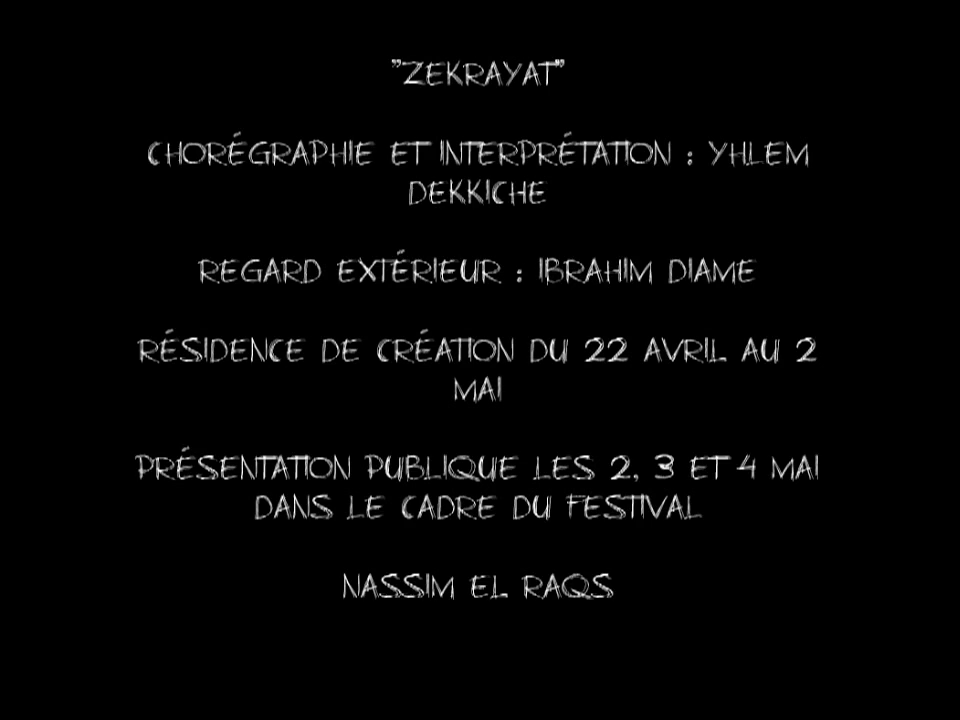 "ZEKRAYAT"
CHORÉGRAPHIE ET INTERPRÉTATION : YHLEM
DEKKICHE
REGARD EXTÉRIEUR : IBRAHIM DIAME
RÉSIDENCE DE CRÉATION DU 22 AVRIL AU 2
MAI
PRÉSENTATION PUBLIQUE LES 2, 3 ET 4 MAI
DANS LE CADRE DU FESTIVAL
NASSIM EL RAQS